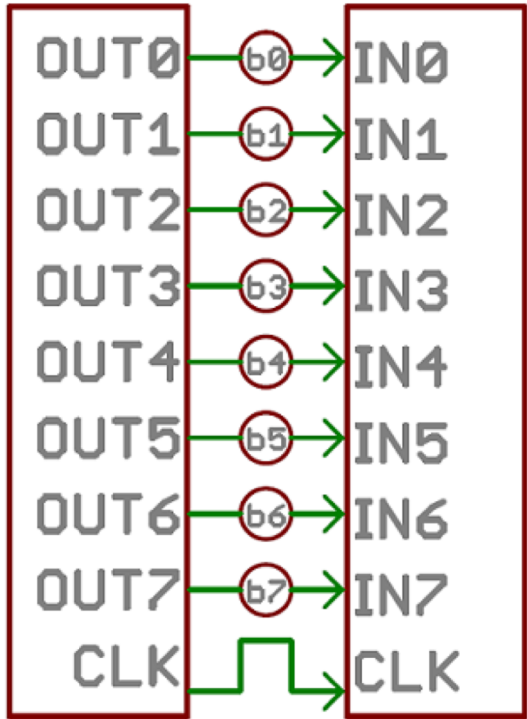 OUT0 b0 IN0
OUT1 b1 IN1
OUT2 b2 IN2
OUT3 b3 IN3
OUT4 b4 IN4
OUT5 b5 IN5
OUT6 b6 IN6
OUT7 b7 IN7
CLK CLK